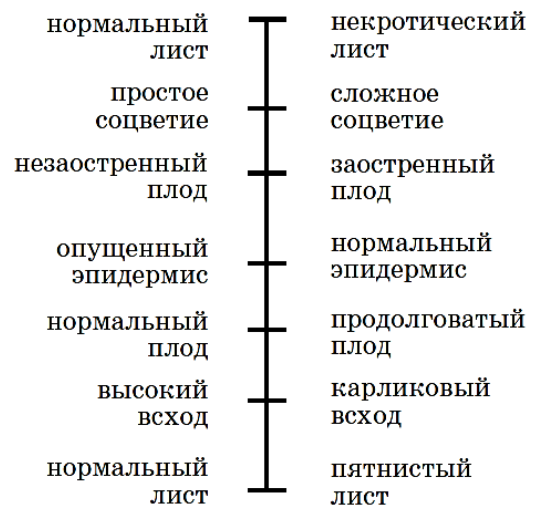 нормальный
лист
некротический
лист
простое
соцветие
сложное
соцветие
незаостренный
плод
заостренный
плод
опущенный
эпидермис
нормальный
эпидермис
нормальный
плод
продолговатый
плод
высокий
всход
карликовый
всход
нормальный
лист
пятнистый
лист